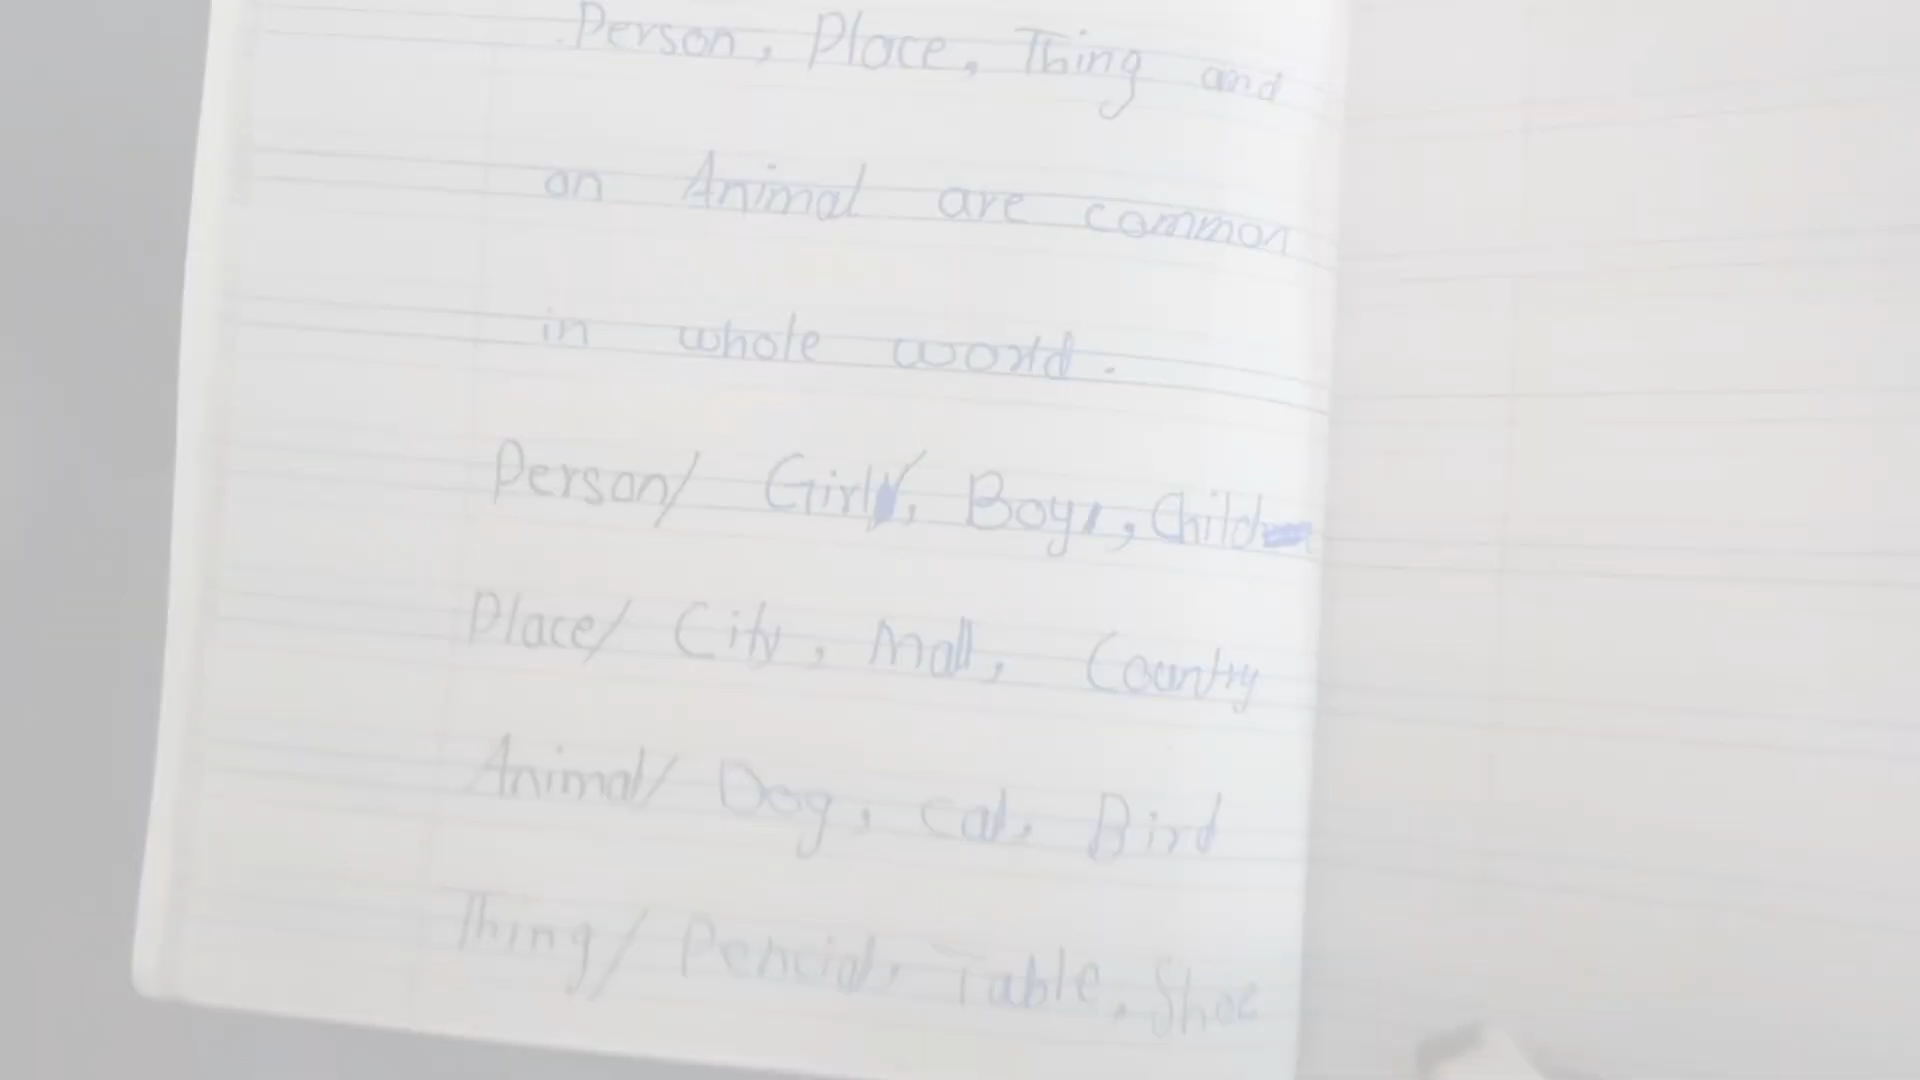 Person, Place, Thing and
an Animal are common
in whole world.
Person/ Girl, Boy, Child
Place/ City, Mall, Country
Animal/ Dog, Cat, Bird
Thing/ Pencial, Table, Shoe